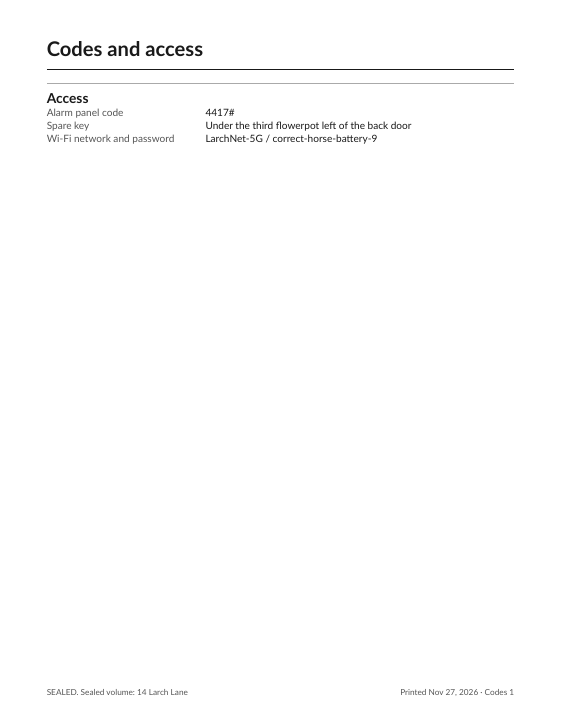 Codes and access
Access
Alarm panel code 4417#
Spare key Under the third flowerpot left of the back door
Wi-Fi network and password LarchNet-5G / correct-horse-battery-9
SEALED. Sealed volume: 14 Larch Lane Printed Nov 27, 2026 · Codes 1